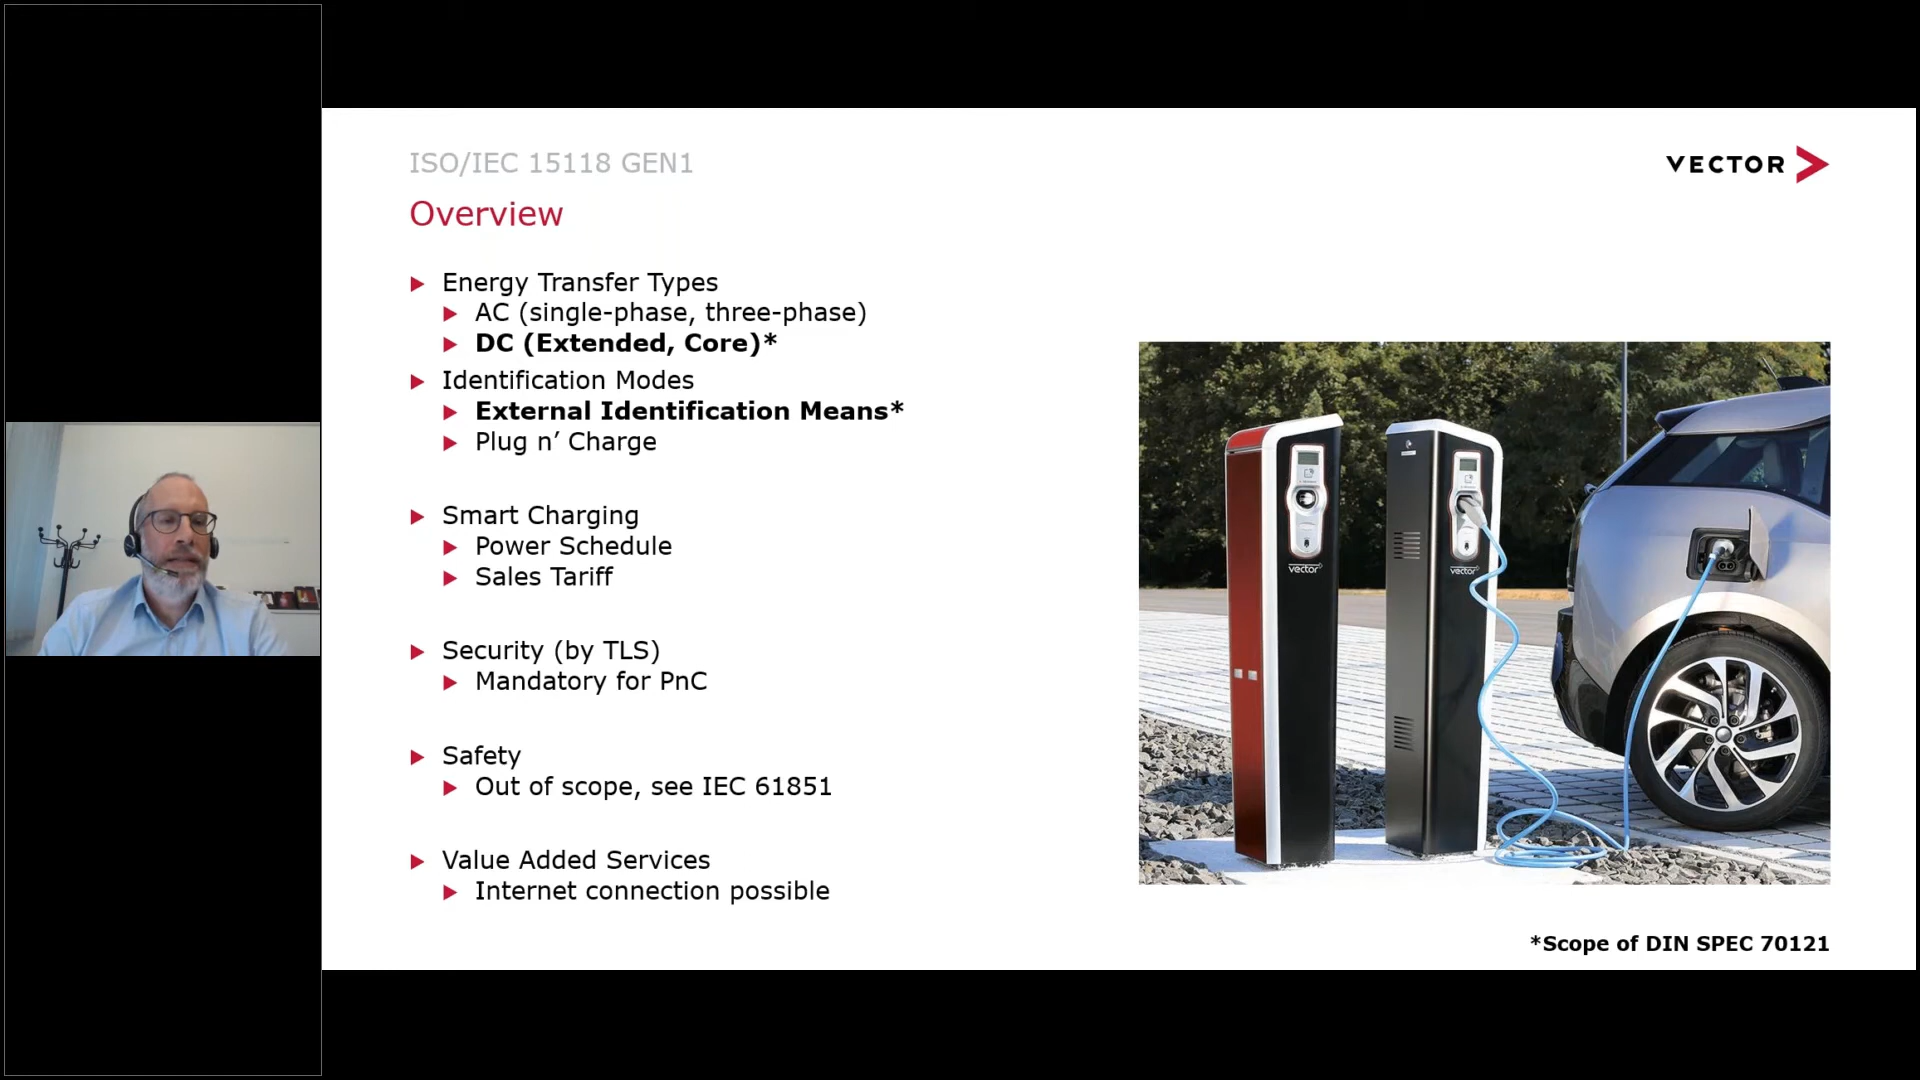 ISO/IEC 15118 GEN1
VECTOR
Overview
Energy Transfer Types
AC (single-phase, three-phase)
DC (Extended, Core)*
Identification Modes
External Identification Means*
Plug n’ Charge
Smart Charging
Power Schedule
Sales Tariff
Security (by TLS)
Mandatory for PnC
Safety
Out of scope, see IEC 61851
Value Added Services
Internet connection possible
vector
vector
*Scope of DIN SPEC 70121